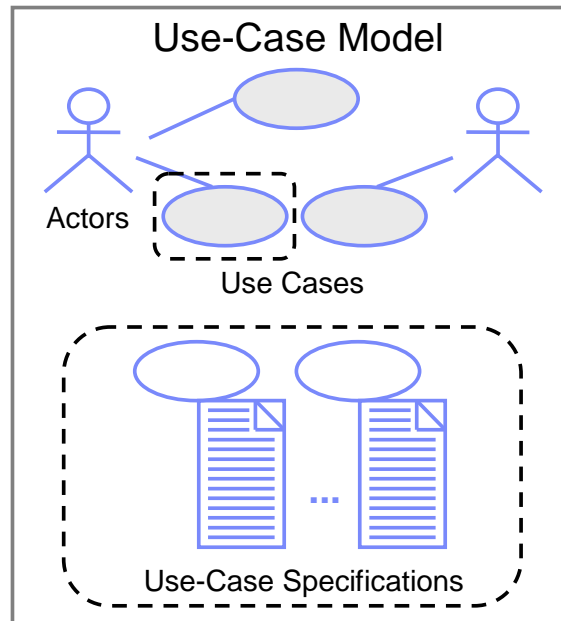 Use-Case Model
Actors
Use Cases
...
Use-Case Specifications